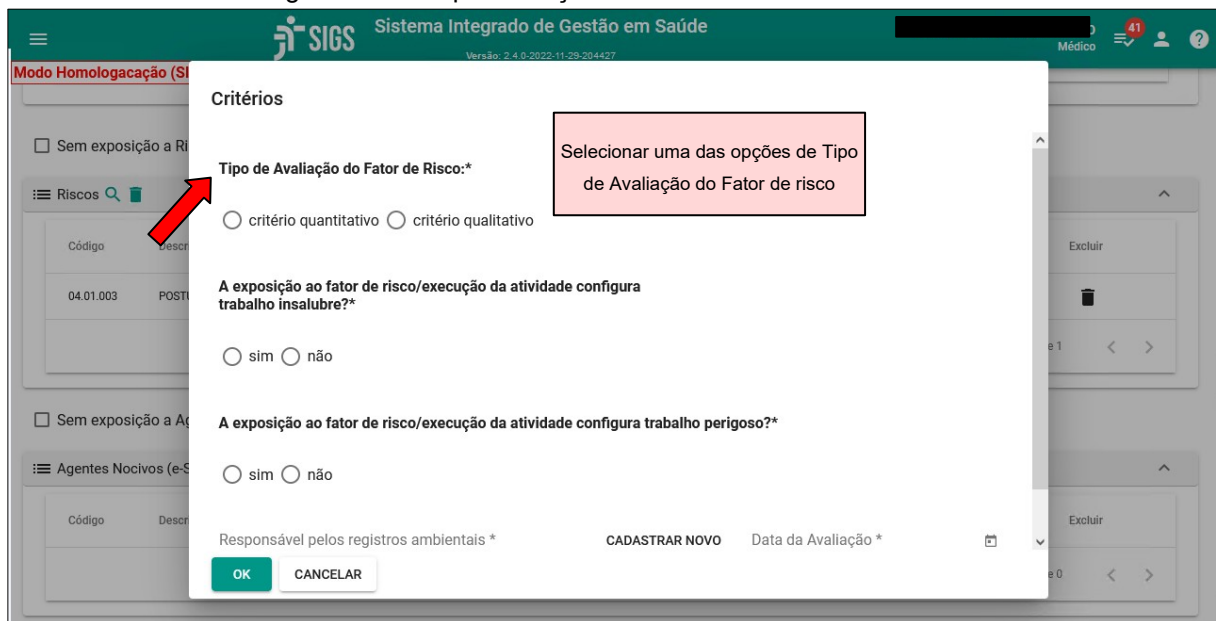 SIGS
Sistema Integrado de Gestão em Saúde
Versão: 2.4.0-2022-11-29-204427
Médico
41
Modo Homologacação (SI
Critérios
Selecionar uma das opções de Tipo
de Avaliação do Fator de risco
Sem exposição a Ri
Tipo de Avaliação do Fator de Risco:*
Riscos
critério quantitativo critério qualitativo
Código Descr Excluir
A exposição ao fator de risco/execução da atividade configura
trabalho insalubre?*
04.01.003 POSTU
sim não
e 1
Sem exposição a Ag
A exposição ao fator de risco/execução da atividade configura trabalho perigoso?*
Agentes Nocivos (e-S
sim não
Código Descr Excluir
Responsável pelos registros ambientais * CADASTRAR NOVO Data da Avaliação *
OK CANCELAR
e 0